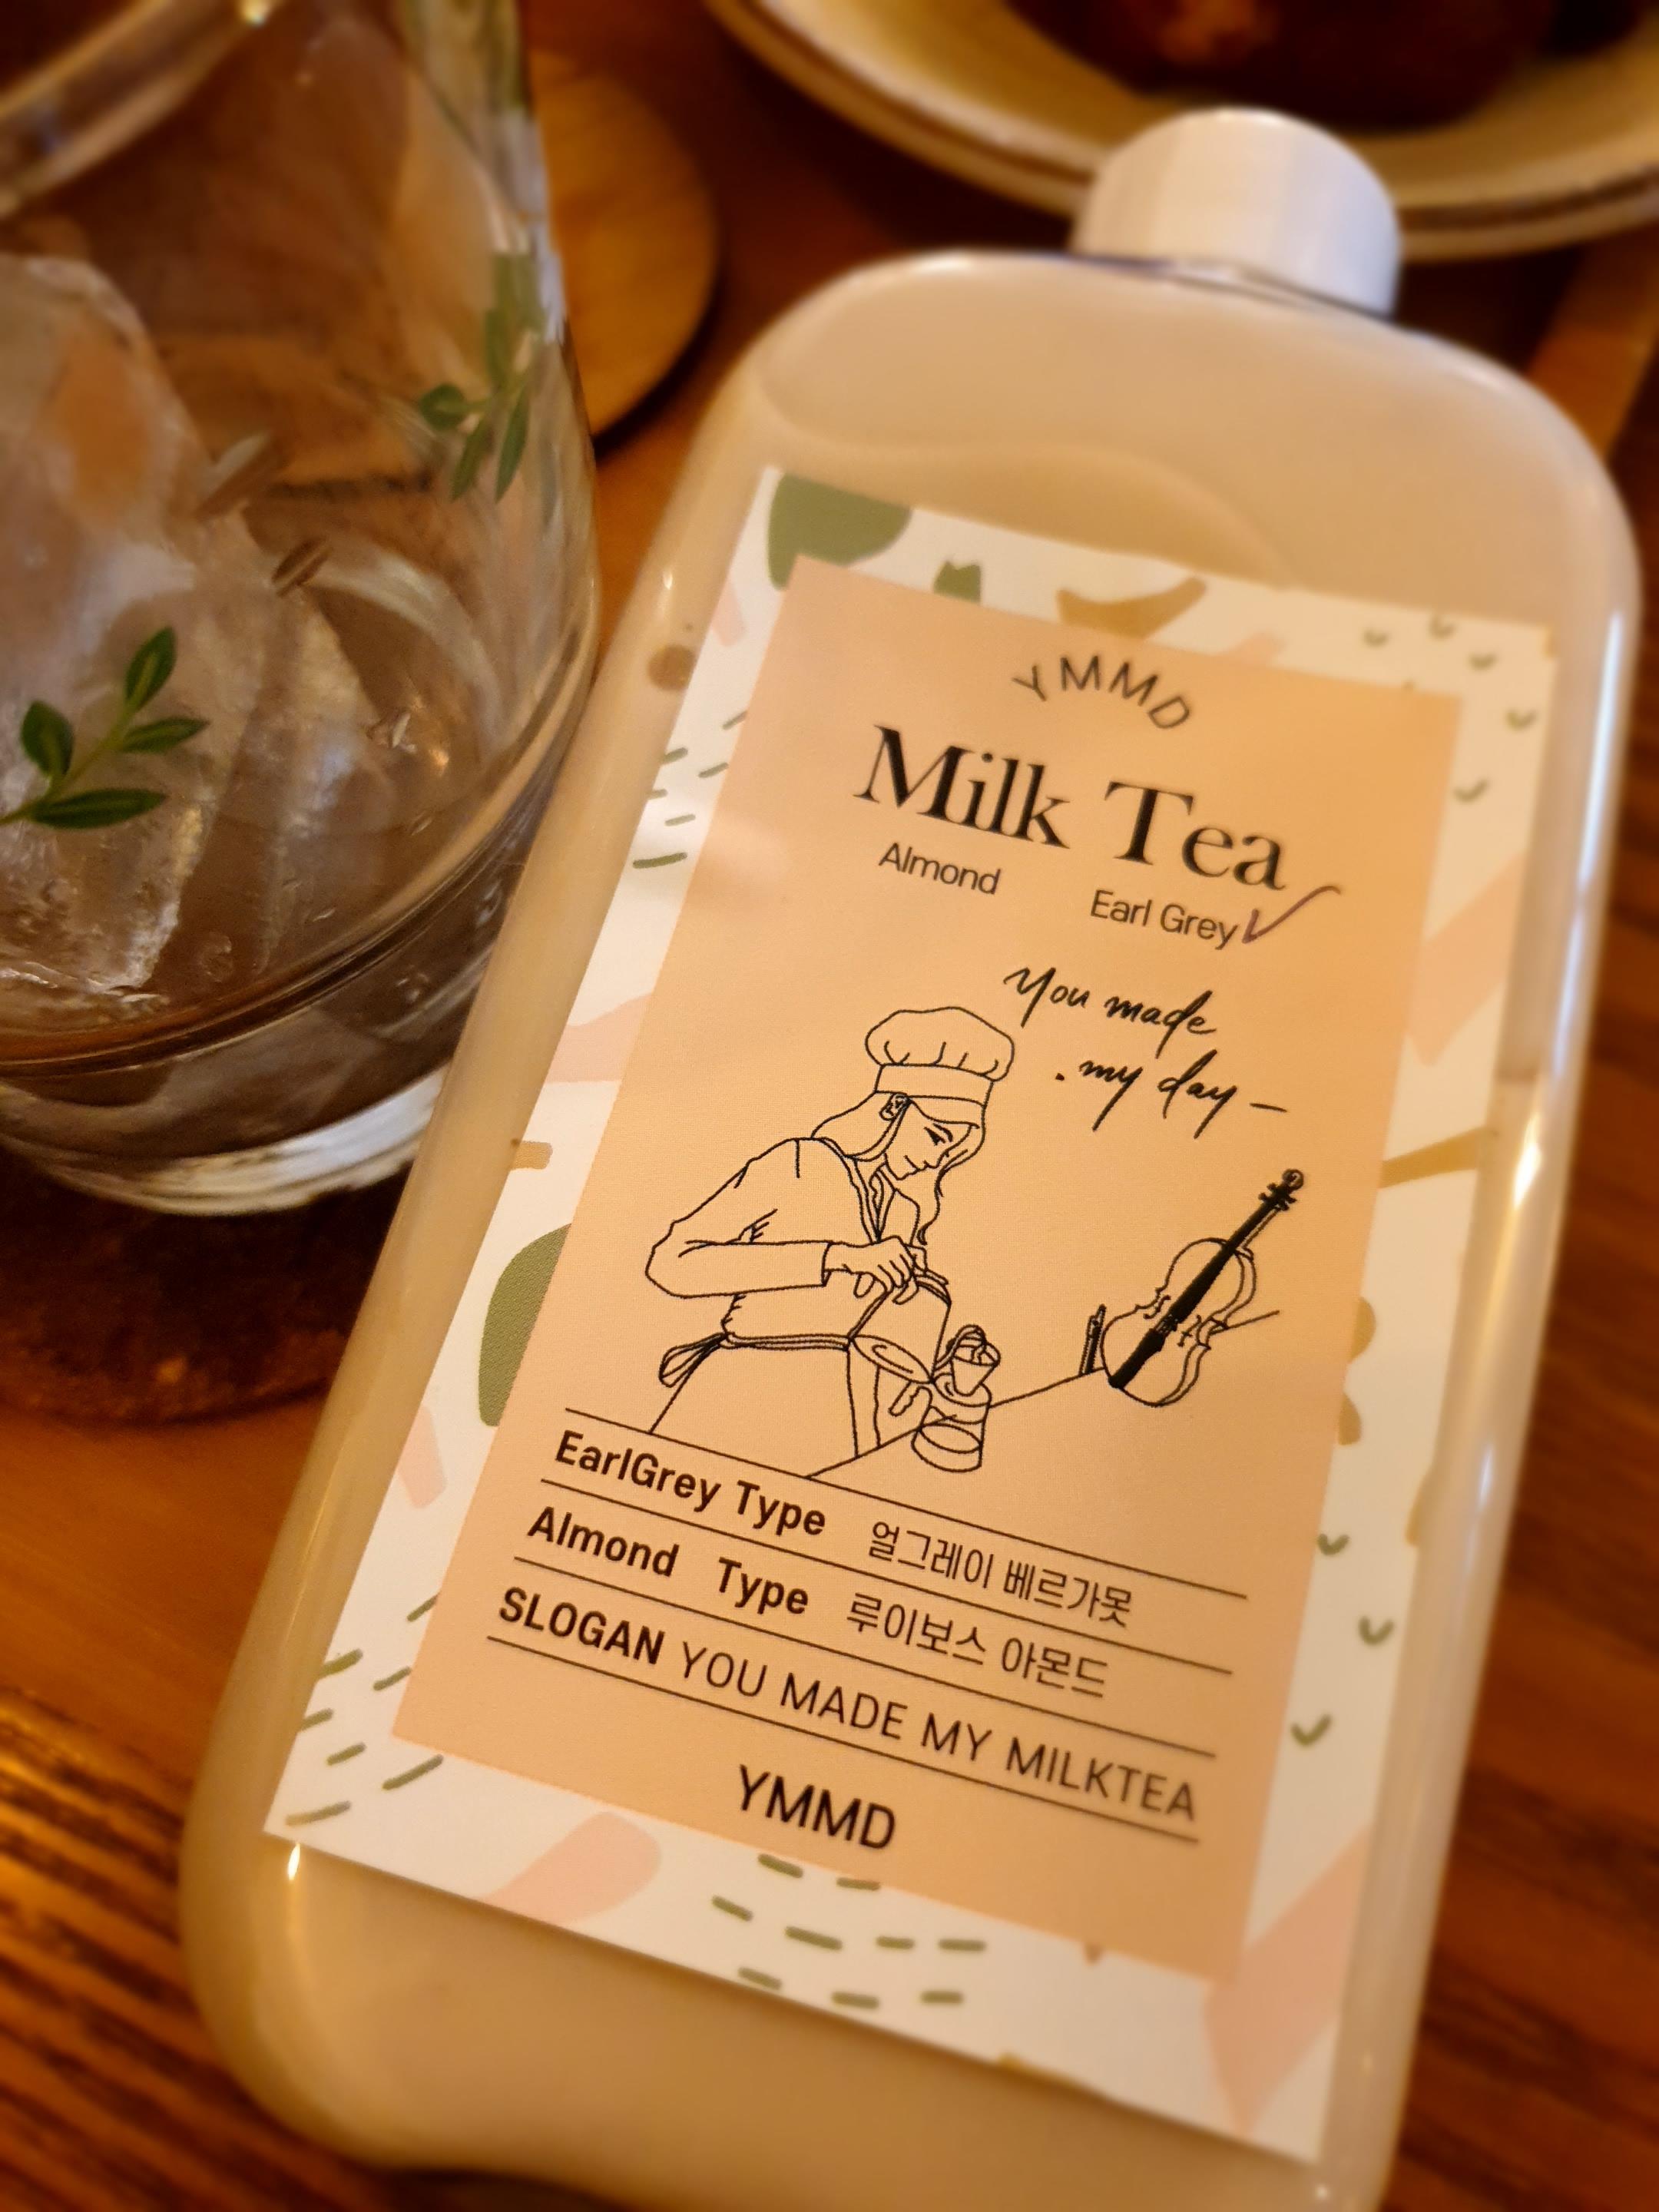 YMMD
Milk Tea
Almond Earl Grey
You made
my day
EarlGrey Type 얼그레이 베르가못
Almond Type 루이보스 아몬드
SLOGAN YOU MADE MY MILKTEA
YMMD